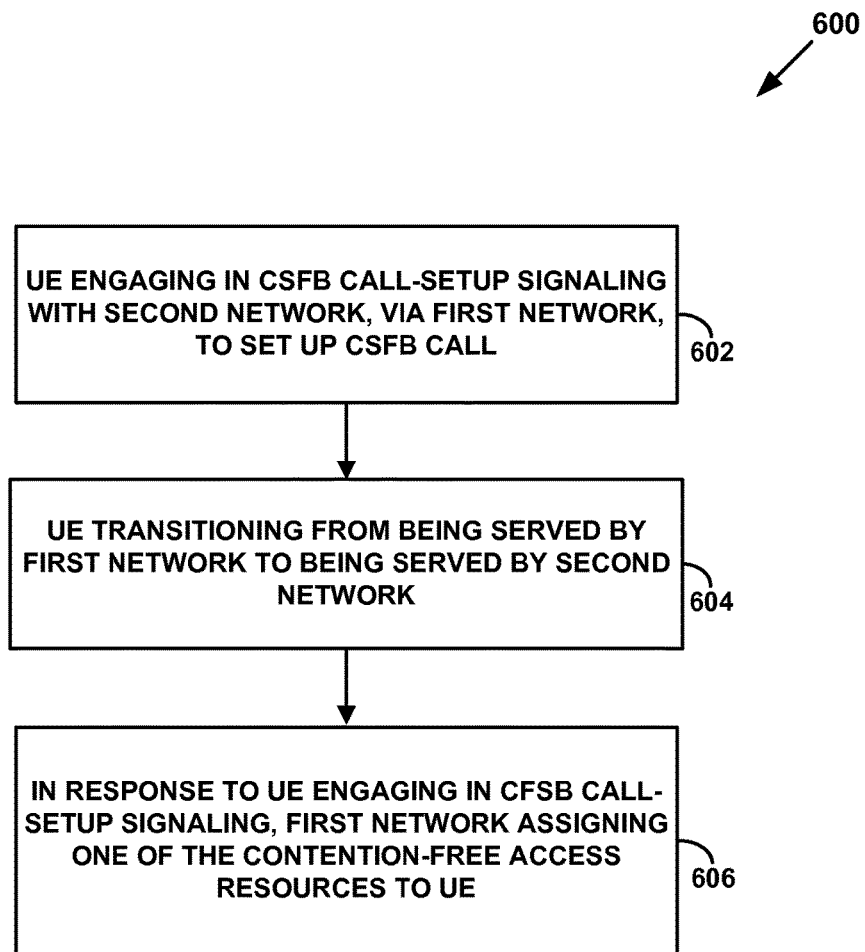 600
UE ENGAGING IN CSFB CALL-SETUP SIGNALING
WITH SECOND NETWORK, VIA FIRST NETWORK,
TO SET UP CSFB CALL
602
UE TRANSITIONING FROM BEING SERVED BY
FIRST NETWORK TO BEING SERVED BY SECOND
NETWORK
604
IN RESPONSE TO UE ENGAGING IN CFSB CALL-
SETUP SIGNALING, FIRST NETWORK ASSIGNING
ONE OF THE CONTENTION-FREE ACCESS
RESOURCES TO UE
606